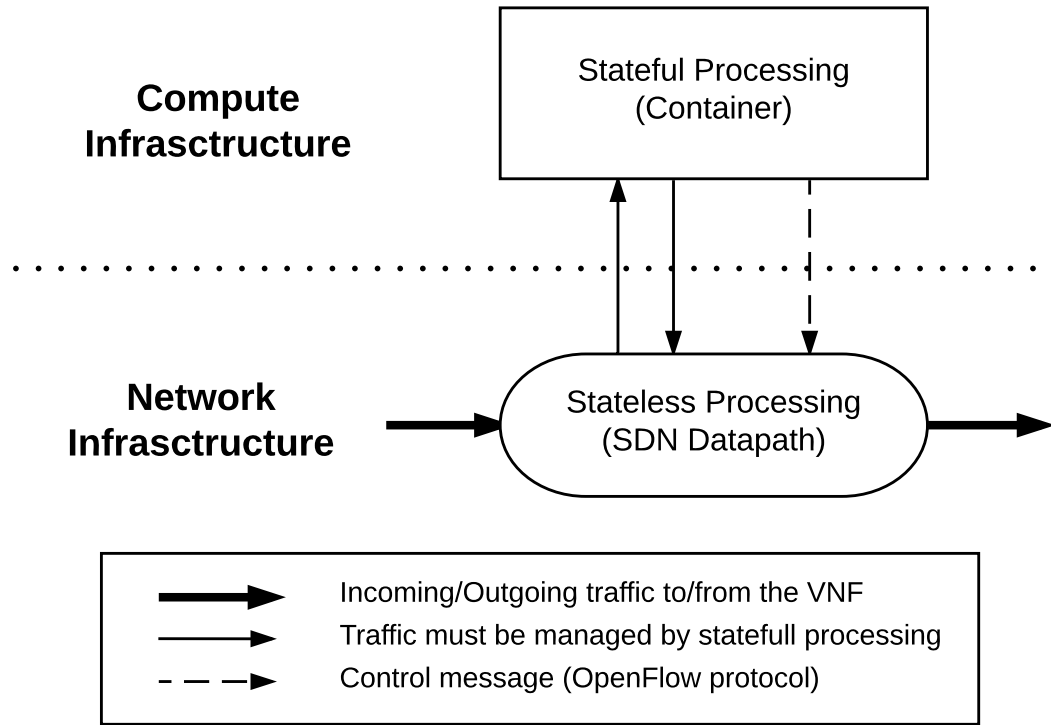 Stateful Processing
(Container)
Compute
Infrasctructure
Network
Infrasctructure
Stateless Processing
(SDN Datapath)
Incoming/Outgoing traffic to/from the VNF
Traffic must be managed by statefull processing
Control message (OpenFlow protocol)